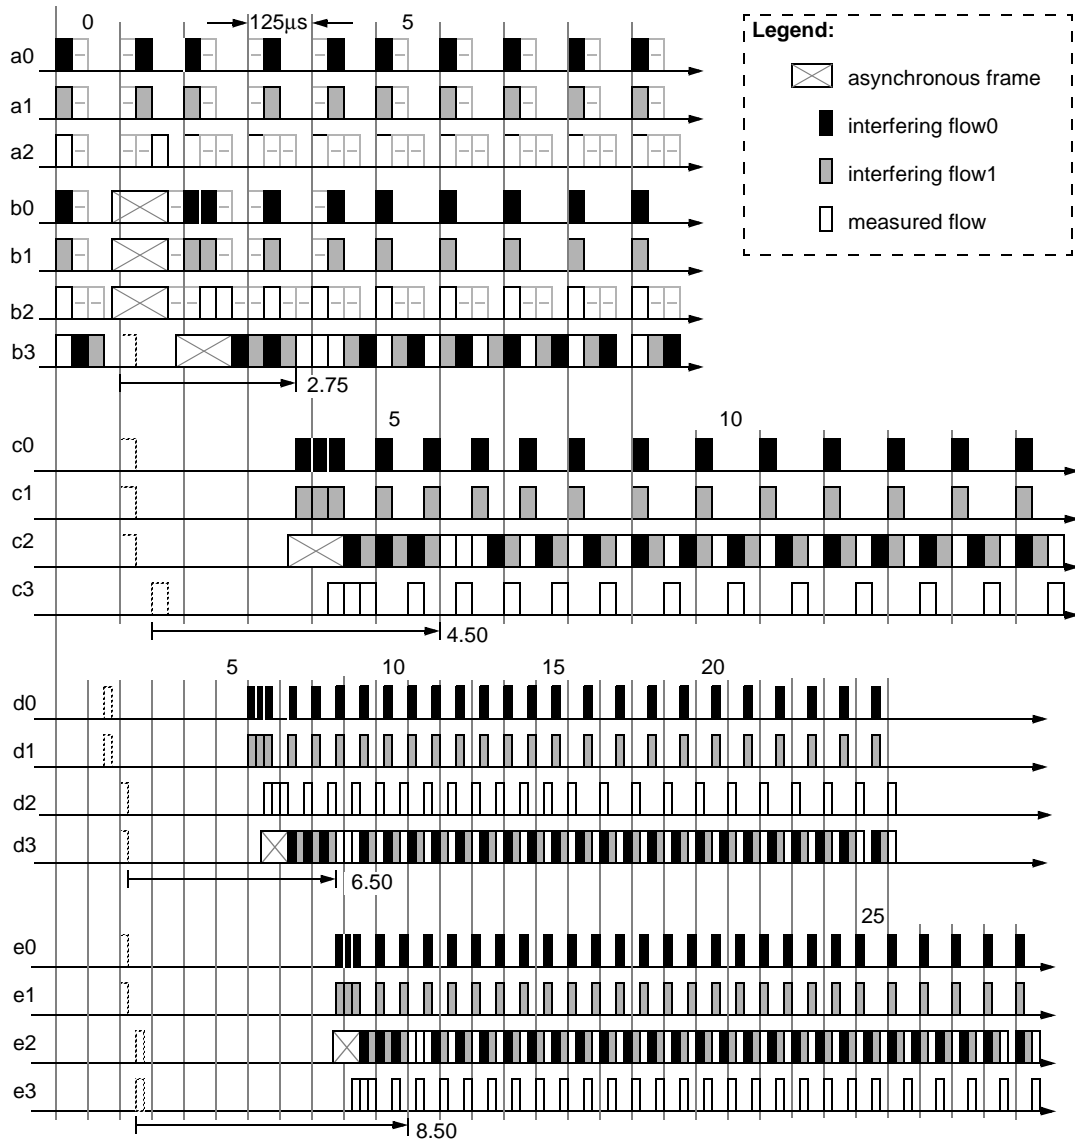 0
125μs
5
Legend:
a0
asynchronous frame
a1
interfering flow0
a2
interfering flow1
b0
measured flow
b1
b2
b3
2.75
5
10
c0
c1
c2
c3
4.50
5
10
15
20
d0
d1
d2
d3
6.50
25
e0
e1
e2
e3
8.50